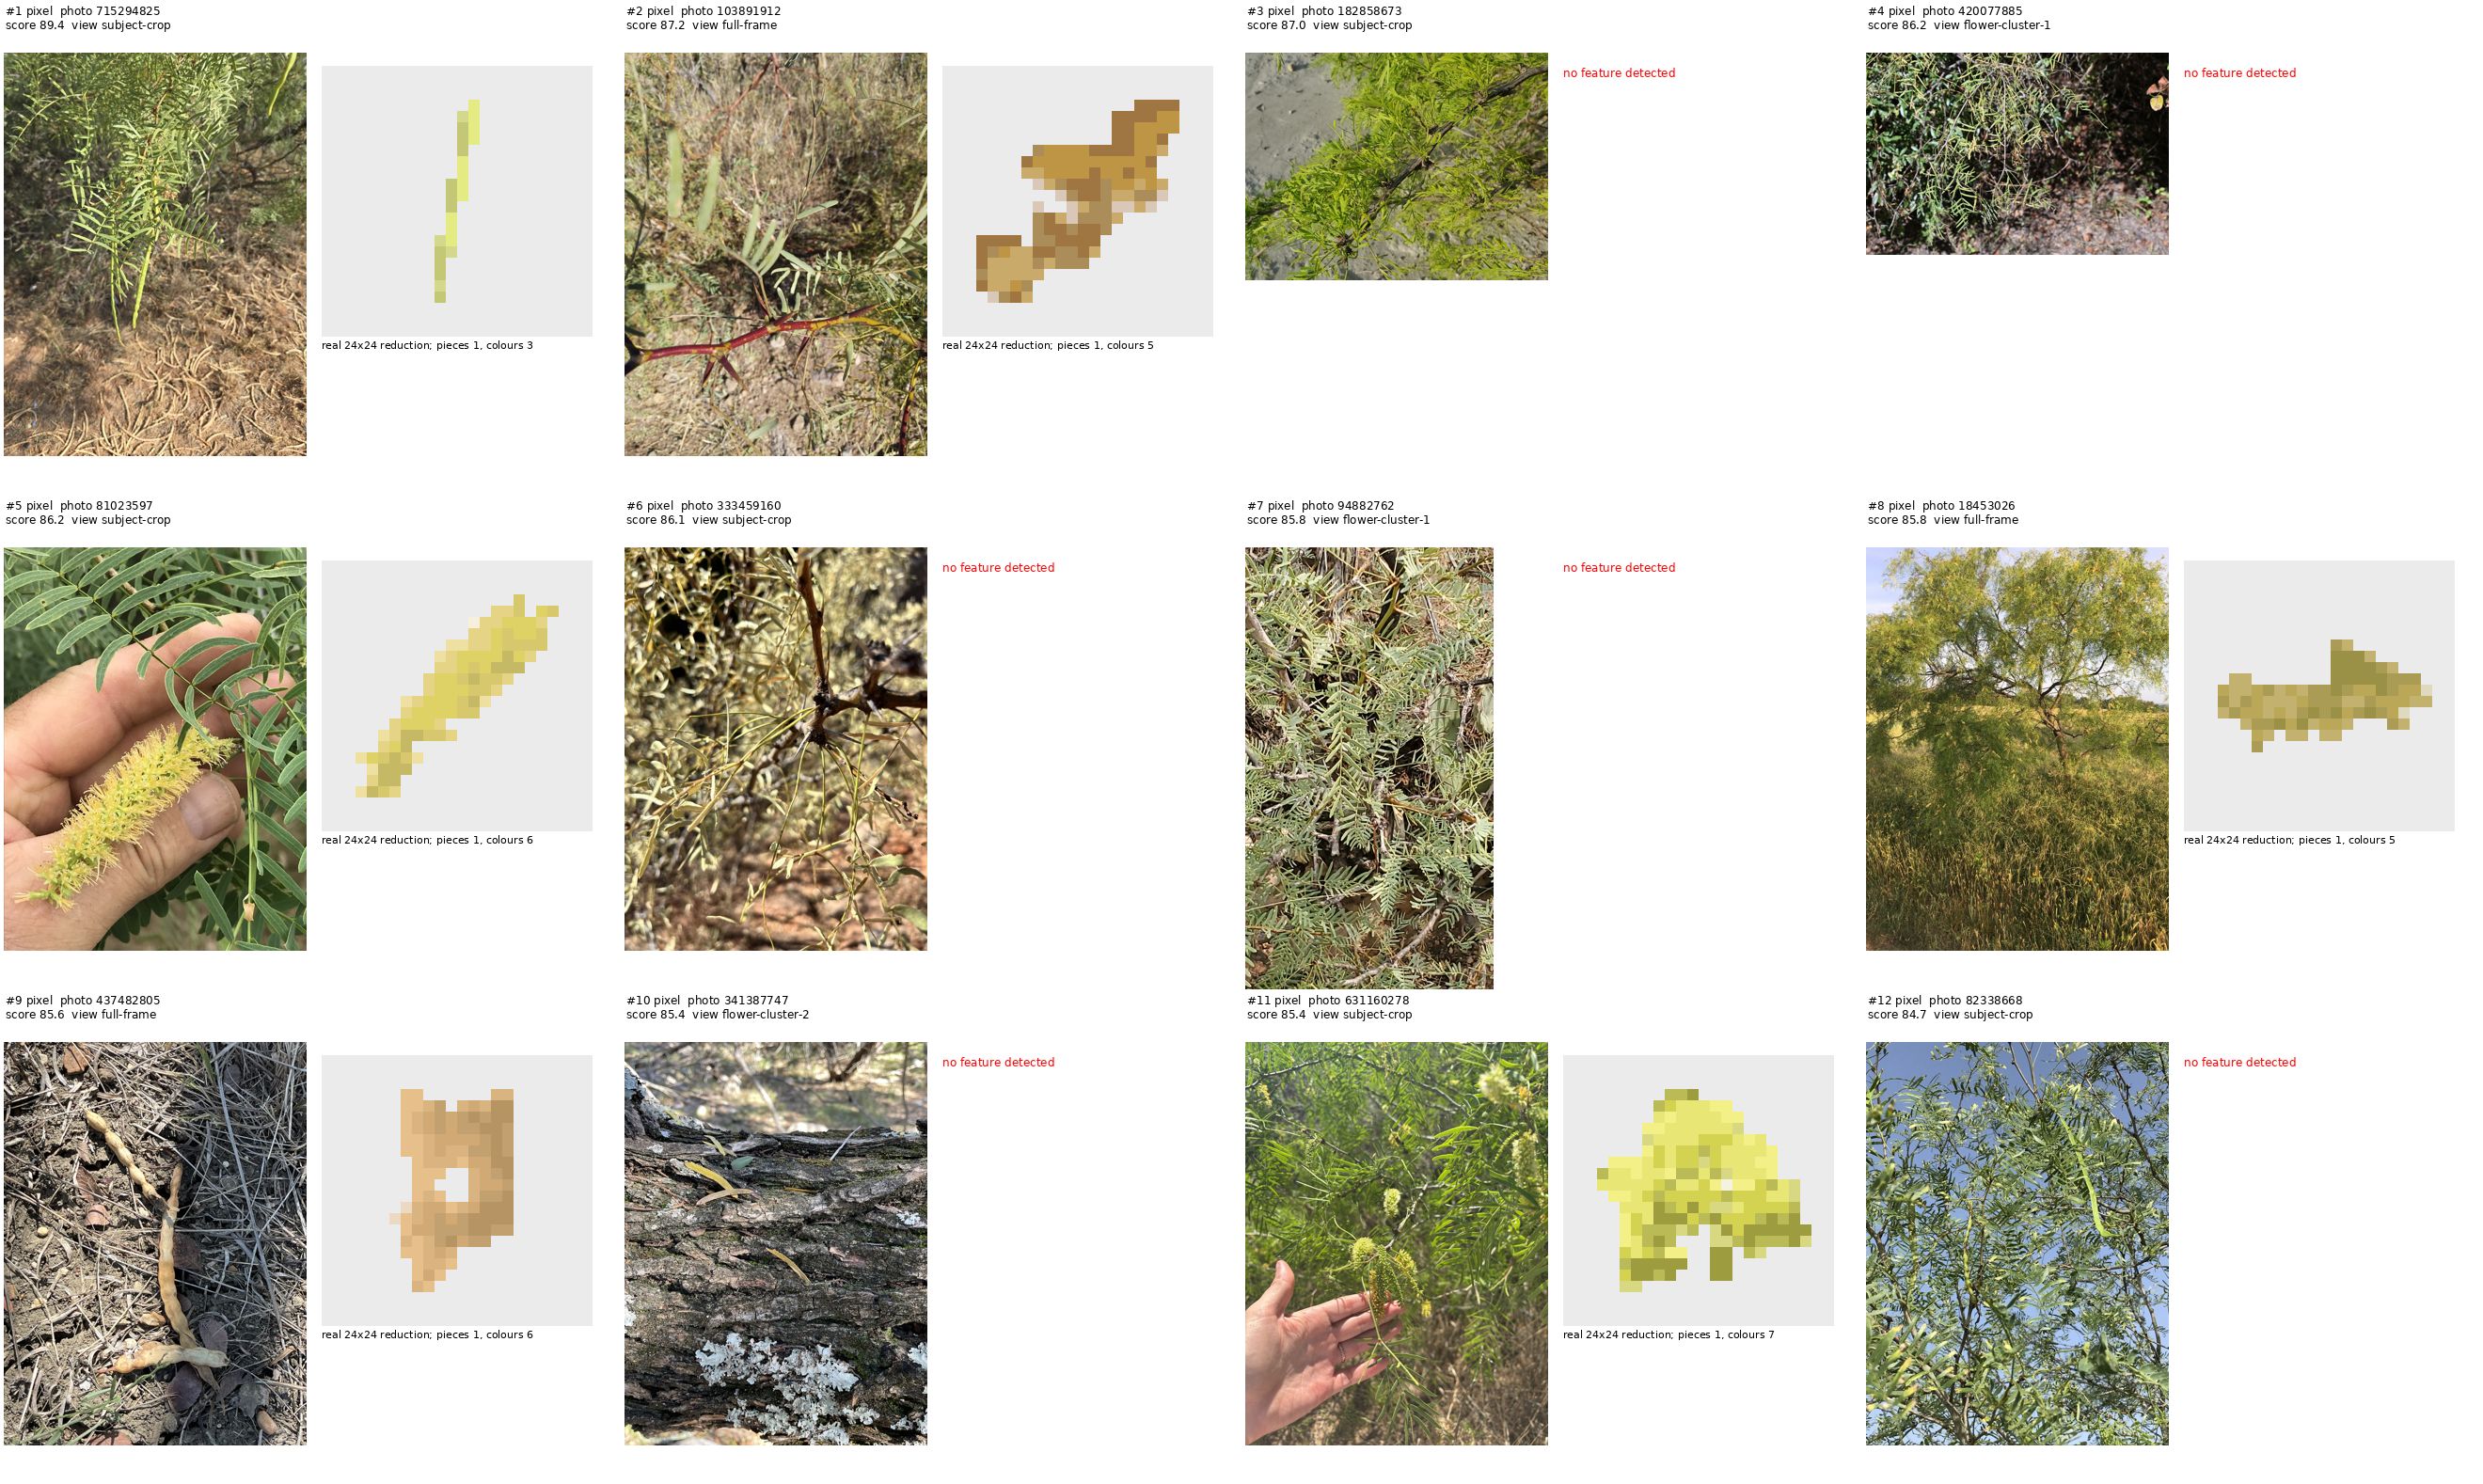 #1 pixel  photo 715294825
score 89.4  view subject-crop
#2 pixel  photo 103891912
score 87.2  view full-frame
#3 pixel  photo 182858673
score 87.0  view subject-crop
#4 pixel  photo 420077885
score 86.2  view flower-cluster-1
no feature detected
no feature detected
real 24x24 reduction; pieces 1, colours 3
real 24x24 reduction; pieces 1, colours 5
#5 pixel  photo 81023597
score 86.2  view subject-crop
#6 pixel  photo 333459160
score 86.1  view subject-crop
#7 pixel  photo 94882762
score 85.8  view flower-cluster-1
#8 pixel  photo 18453026
score 85.8  view full-frame
no feature detected
no feature detected
real 24x24 reduction; pieces 1, colours 6
real 24x24 reduction; pieces 1, colours 5
#9 pixel  photo 437482805
score 85.6  view full-frame
#10 pixel  photo 341387747
score 85.4  view flower-cluster-2
#11 pixel  photo 631160278
score 85.4  view subject-crop
#12 pixel  photo 82338668
score 84.7  view subject-crop
no feature detected
no feature detected
real 24x24 reduction; pieces 1, colours 6
real 24x24 reduction; pieces 1, colours 7